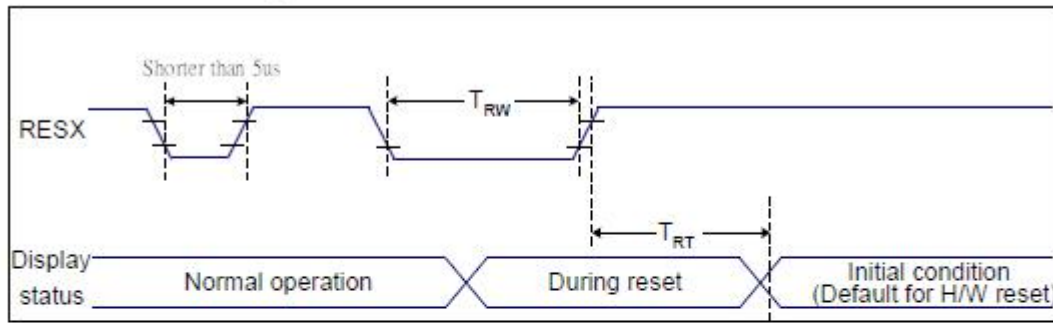 Shorter than 5us
RESX
TRW
TRT
Display
status
Normal operation
During reset
Initial condition
(Default for H/W reset)